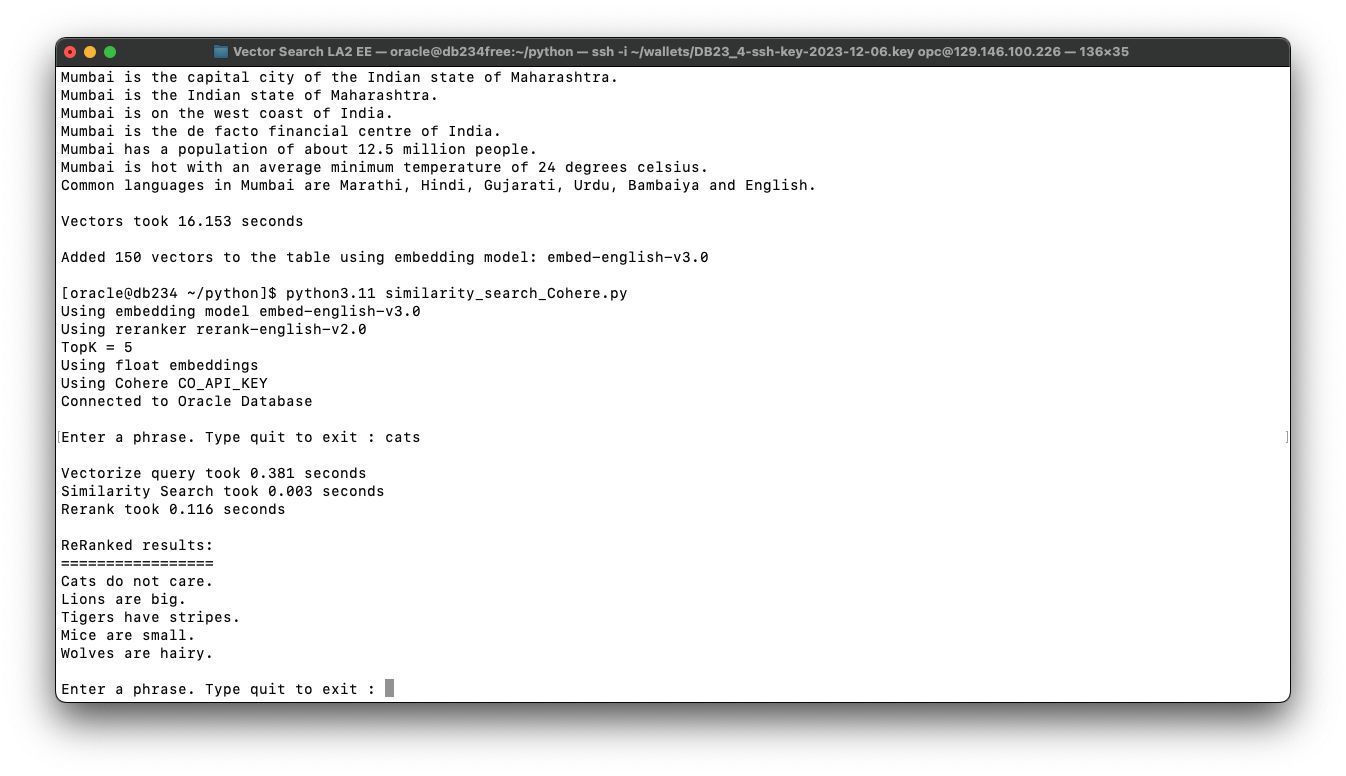 Vector Search LA2 EE — oracle@db234free:~/python — ssh -i ~/wallets/DB23_4-ssh-key-2023-12-06.key opc@129.146.100.226 — 136×35
Mumbai is the capital city of the Indian state of Maharashtra.
Mumbai is the Indian state of Maharashtra.
Mumbai is on the west coast of India.
Mumbai is the de facto financial centre of India.
Mumbai has a population of about 12.5 million people.
Mumbai is hot with an average minimum temperature of 24 degrees celsius.
Common languages in Mumbai are Marathi, Hindi, Gujarati, Urdu, Bambaiya and English.
Vectors took 16.153 seconds
Added 150 vectors to the table using embedding model: embed-english-v3.0
[oracle@db234 ~/python]$ python3.11 similarity_search_Cohere.py
Using embedding model embed-english-v3.0
Using reranker rerank-english-v2.0
TopK = 5
Using float embeddings
Using Cohere CO_API_KEY
Connected to Oracle Database
[Enter a phrase. Type quit to exit : cats ]
Vectorize query took 0.381 seconds
Similarity Search took 0.003 seconds
Rerank took 0.116 seconds
ReRanked results:
=================
Cats do not care.
Lions are big.
Tigers have stripes.
Mice are small.
Wolves are hairy.
Enter a phrase. Type quit to exit :